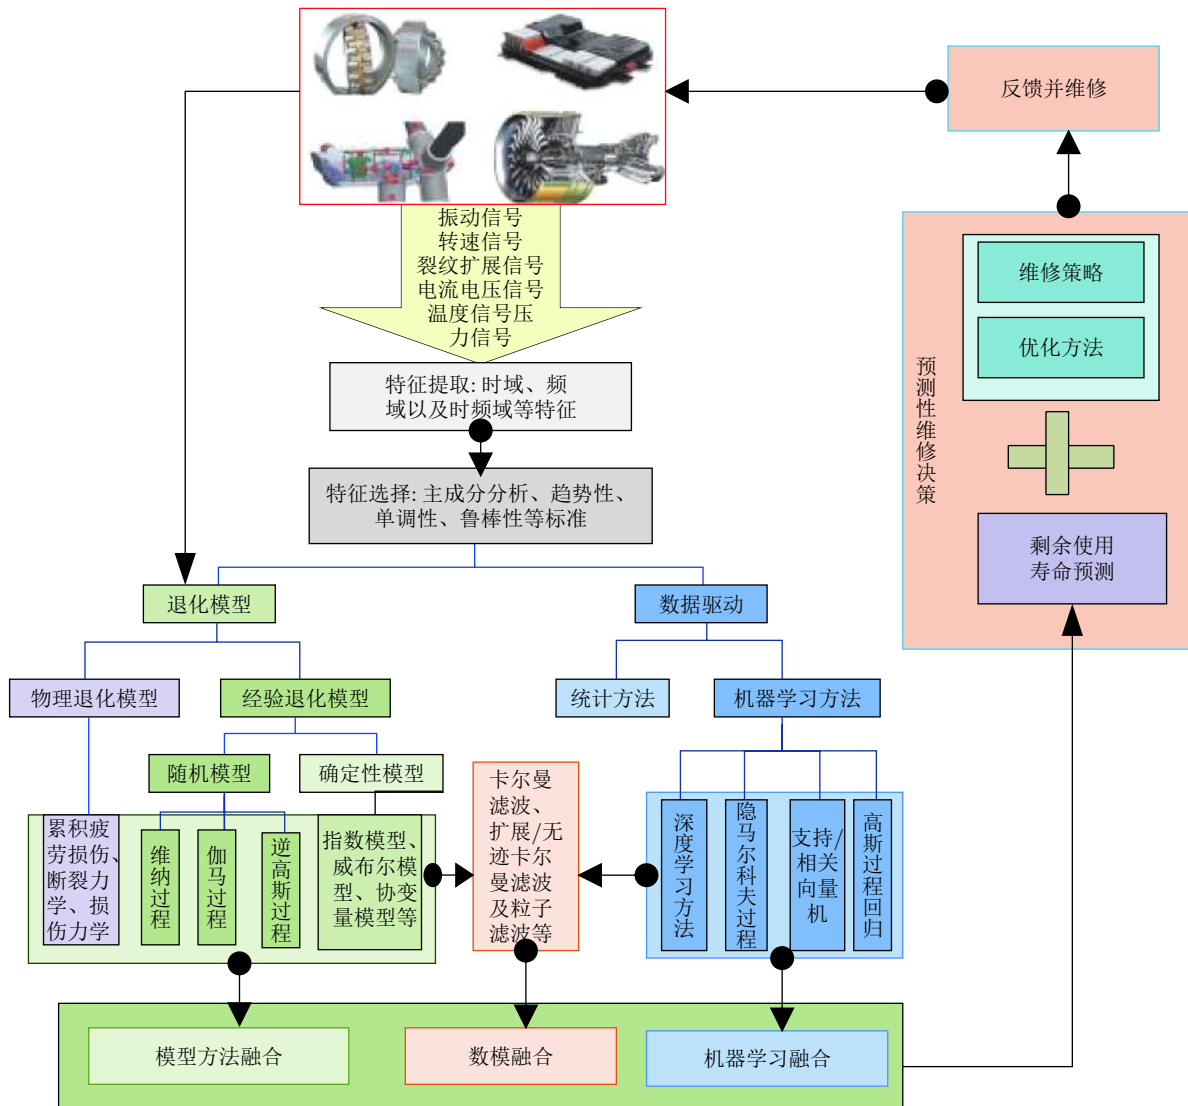 反馈并维修
振动信号
转速信号
裂纹扩展信号
电流电压信号
温度信号压
力信号
特征提取: 时域、频
域以及时频域等特征
特征选择: 主成分分析、趋势性、
单调性、鲁棒性等标准
预测性维修决策
维修策略
优化方法
剩余使用
寿命预测
退化模型
数据驱动
物理退化模型
经验退化模型
统计方法
机器学习方法
随机模型
确定性模型
累积疲
劳损伤、
断裂力
学、损
伤力学
维纳过程
伽马过程
逆高斯过程
指数模型、
威布尔模
型、协变
量模型等
卡尔曼
滤波、
扩展/无
迹卡尔
曼滤波
及粒子
滤波等
深度学习方法
隐马尔科夫过程
支持/
相关
向量
机
高斯过程回归
模型方法融合
数模融合
机器学习融合